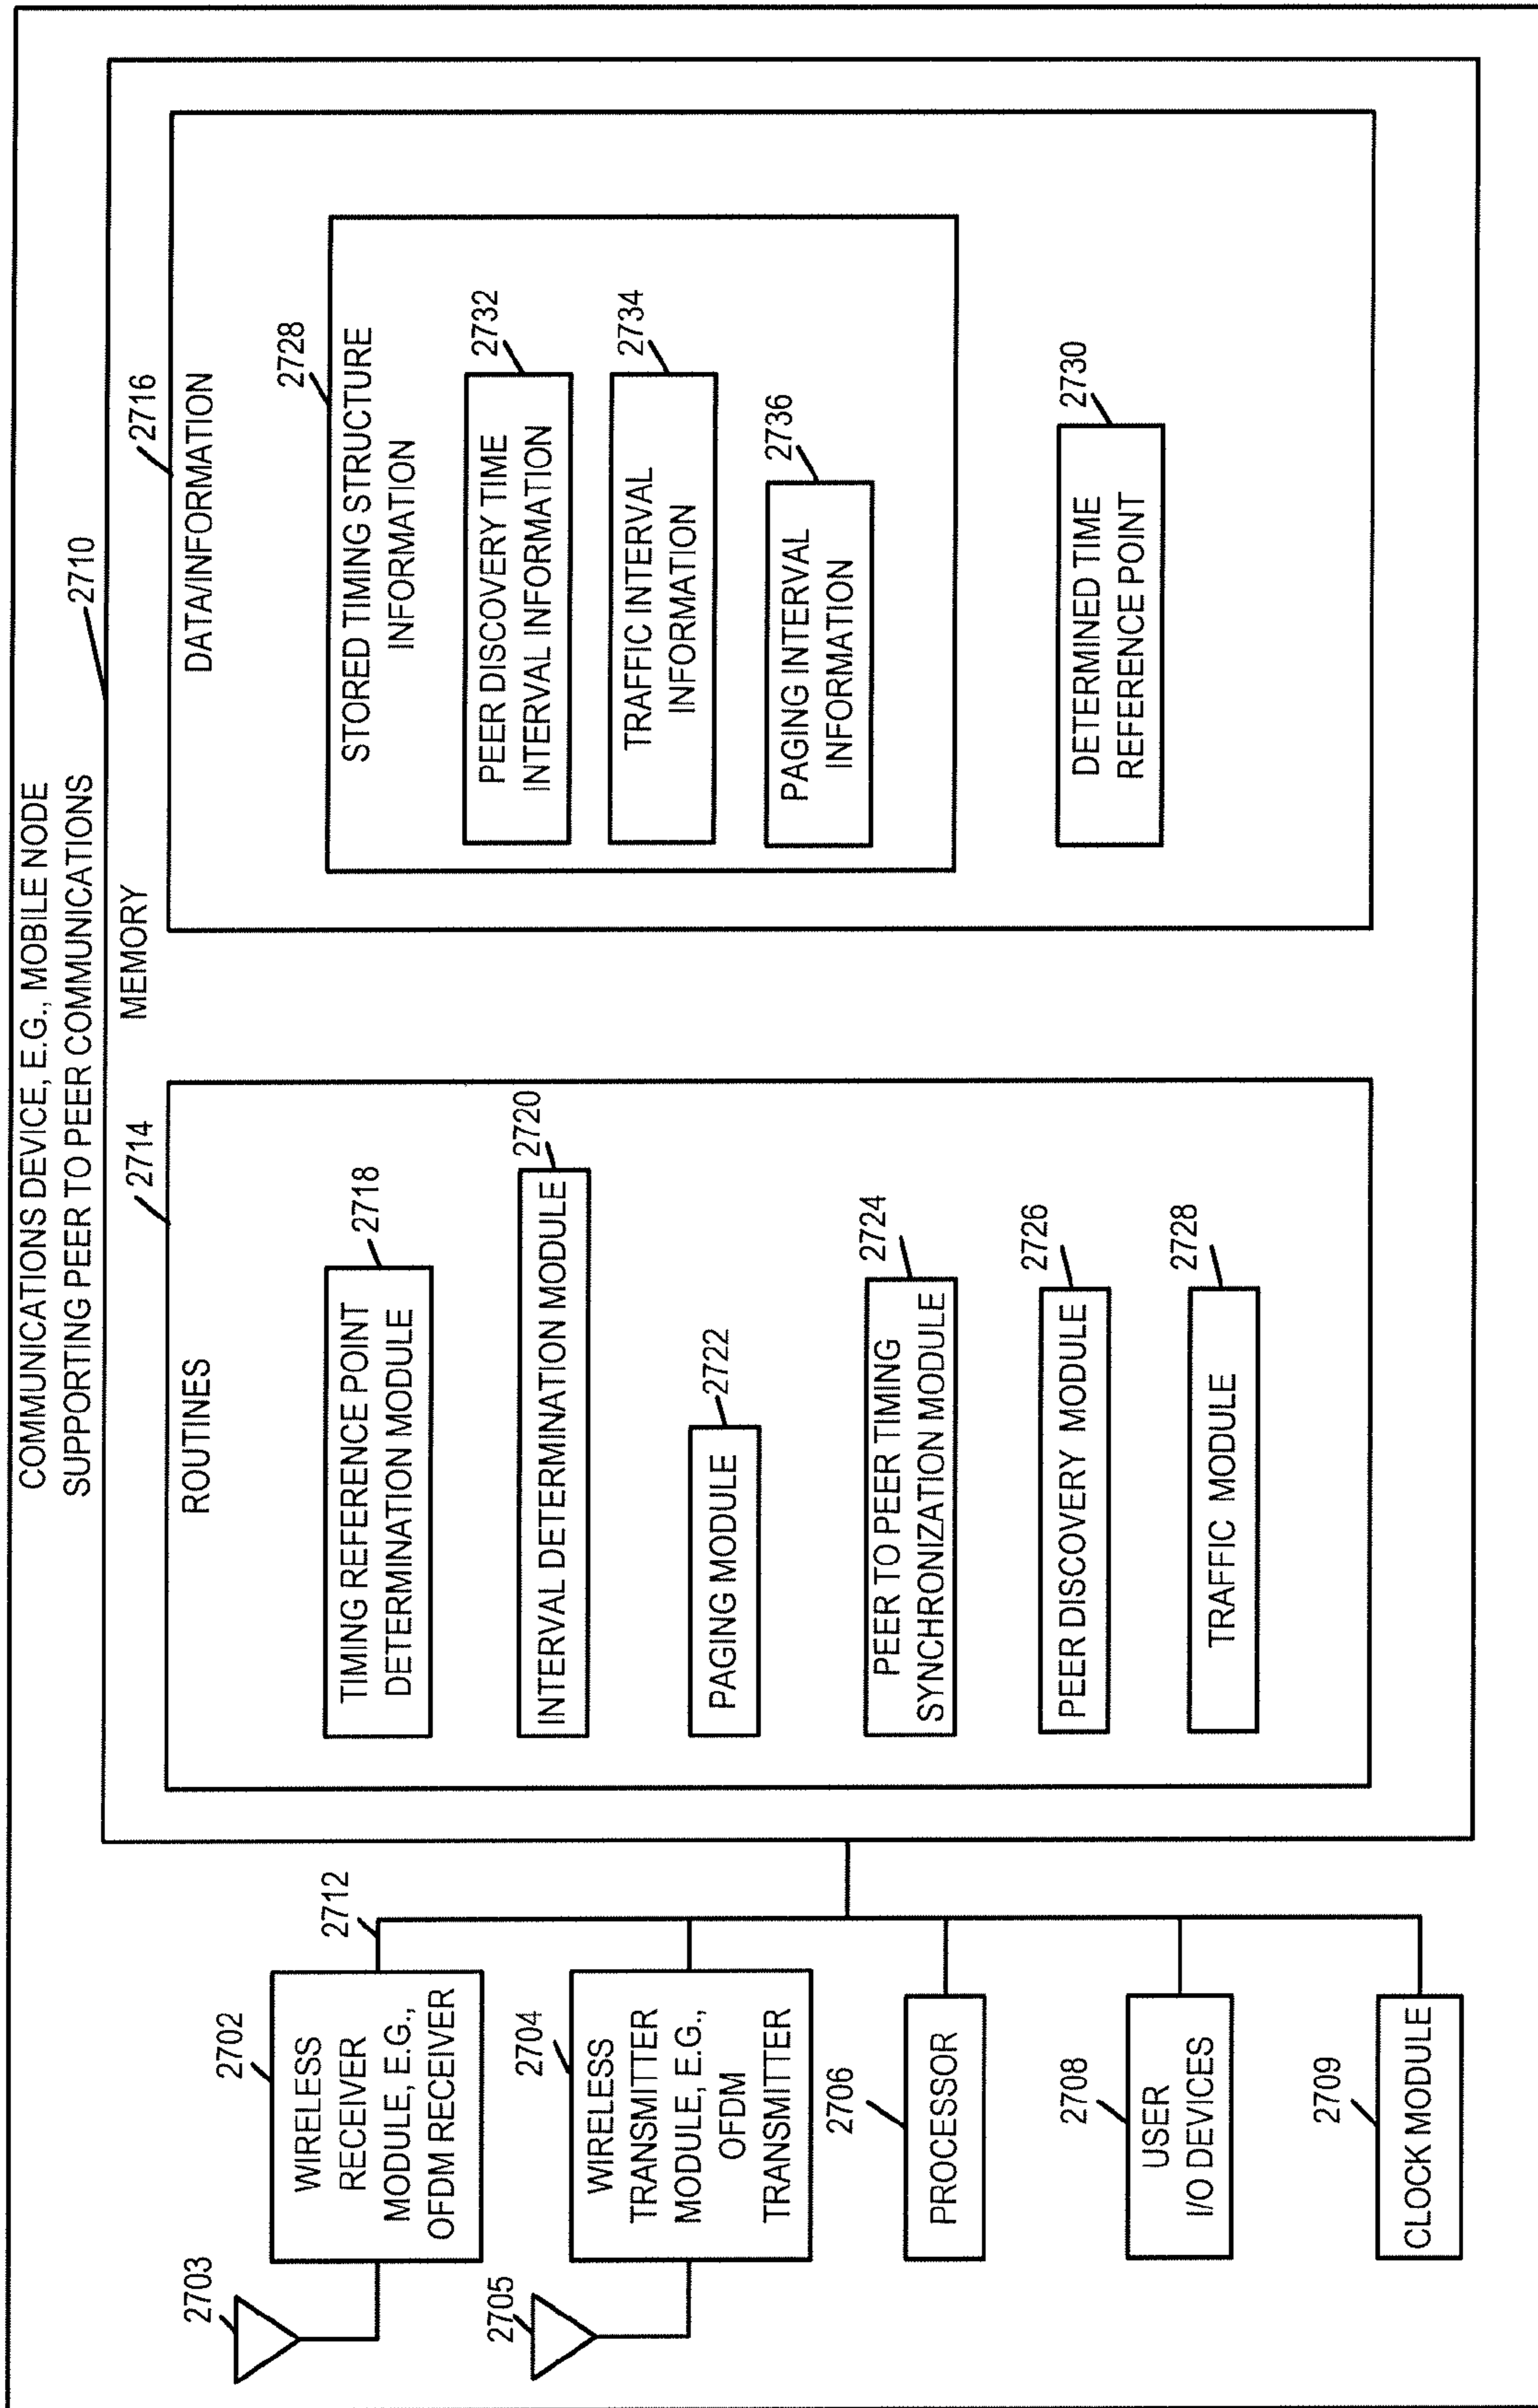 COMMUNICATIONS DEVICE, E.G., MOBILE NODE
SUPPORTING PEER TO PEER COMMUNICATIONS
2710
2703
2702
WIRELESS
RECEIVER
MODULE, E.G.,
OFDM RECEIVER
2712
2705
2704
WIRELESS
TRANSMITTER
MODULE, E.G.,
OFDM
TRANSMITTER
2706
PROCESSOR
2708
USER
I/O DEVICES
2709
CLOCK MODULE
MEMORY
2714
ROUTINES
2718
TIMING REFERENCE POINT
DETERMINATION MODULE
2720
INTERVAL DETERMINATION MODULE
2722
PAGING MODULE
2724
PEER TO PEER TIMING
SYNCHRONIZATION MODULE
2726
PEER DISCOVERY MODULE
2728
TRAFFIC MODULE
2716
DATA/INFORMATION
2728
STORED TIMING STRUCTURE
INFORMATION
2732
PEER DISCOVERY TIME
INTERVAL INFORMATION
2734
TRAFFIC INTERVAL
INFORMATION
2736
PAGING INTERVAL
INFORMATION
2730
DETERMINED TIME
REFERENCE POINT